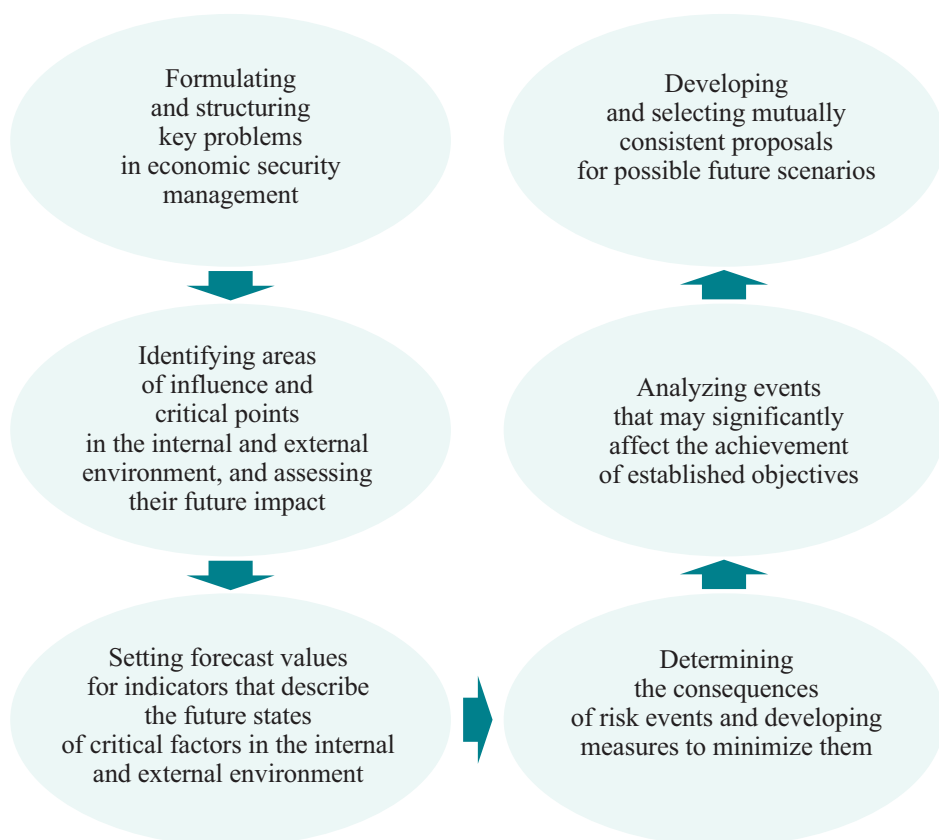 Formulating
and structuring
key problems
in economic security
management
Identifying areas
of influence and
critical points
in the internal and external
environment, and assessing
their future impact
Setting forecast values
for indicators that describe
the future states
of critical factors in the internal
and external environment
Determining
the consequences
of risk events and developing
measures to minimize them
Analyzing events
that may significantly
affect the achievement
of established objectives
Developing
and selecting mutually
consistent proposals
for possible future scenarios